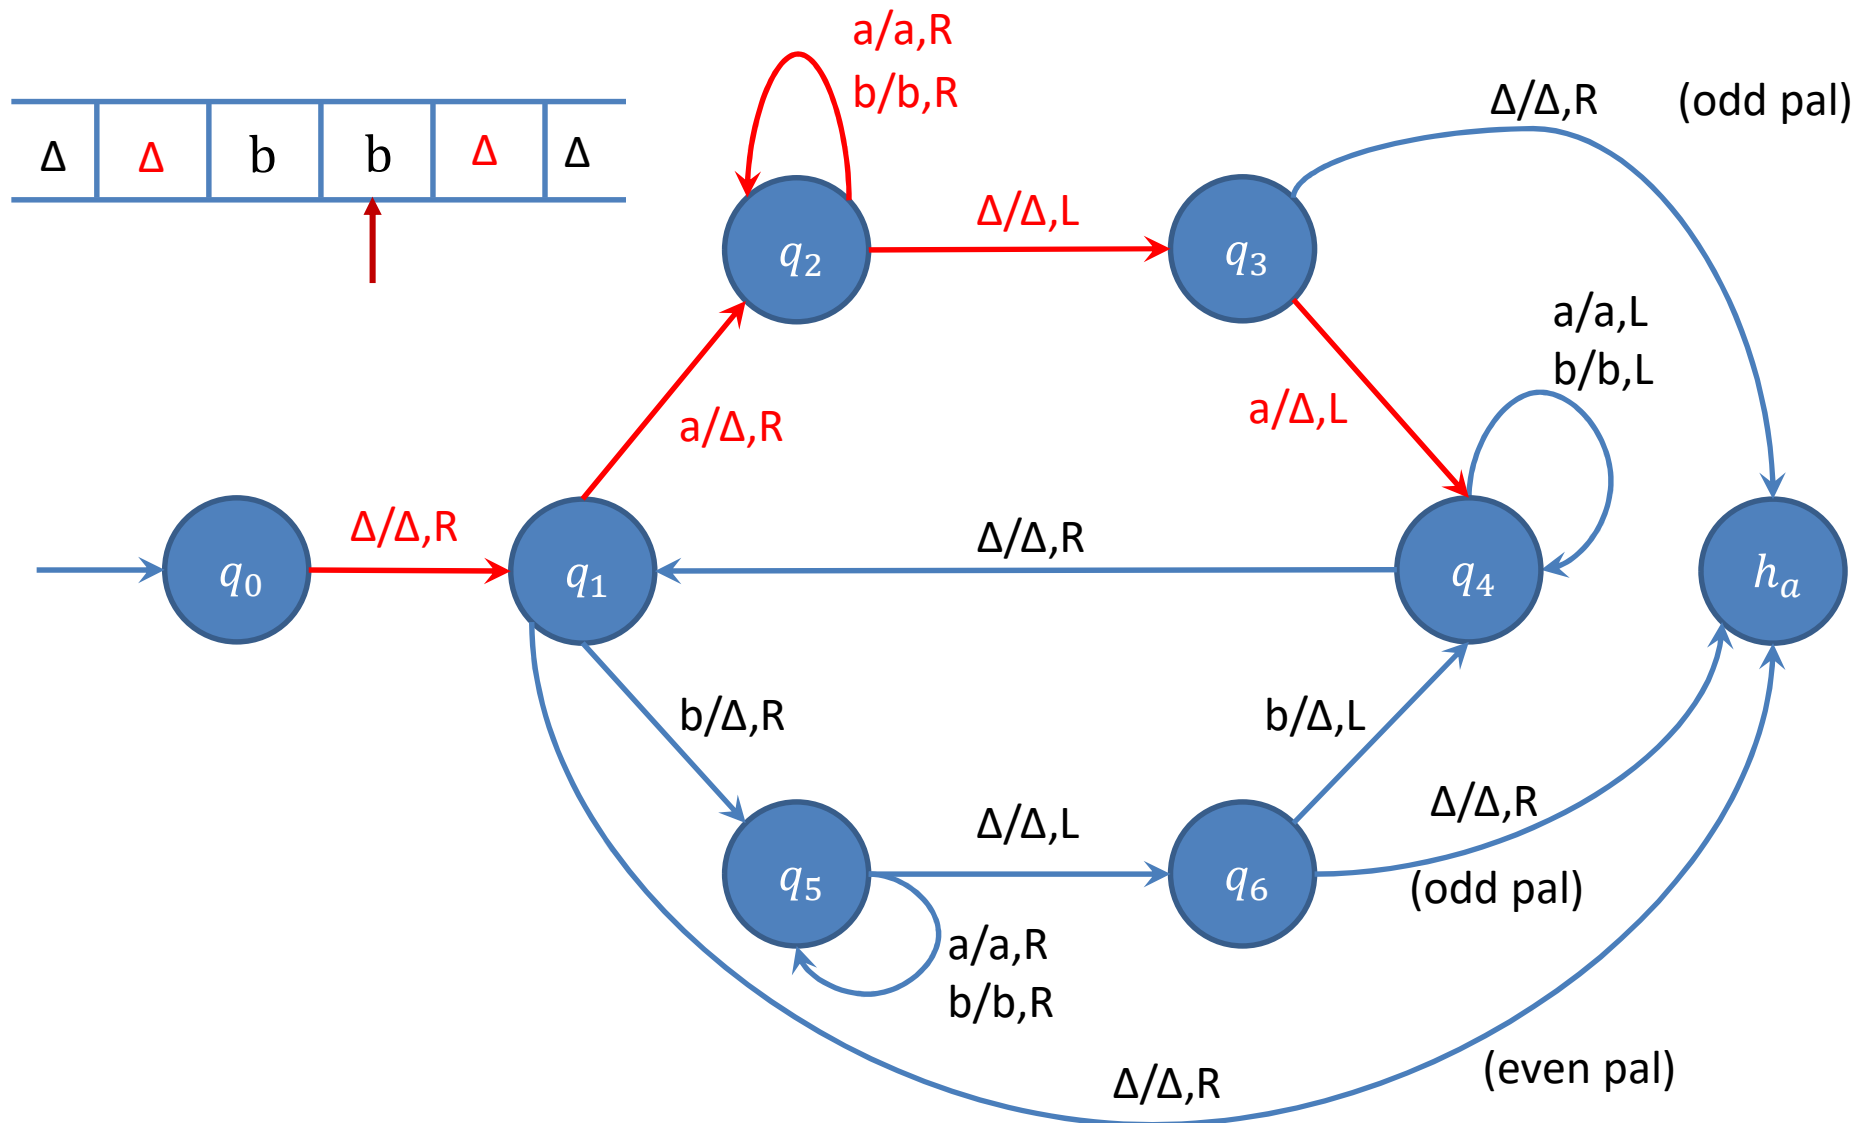 a/a,R
b/b,R
Δ/Δ,R
(odd pal)
Δ Δ b b Δ Δ
Δ/Δ,L
q₂
q₃
a/a,L
b/b,L
a/Δ,R
a/Δ,L
Δ/Δ,R
Δ/Δ,R
q₀
q₁
q₄
hₐ
b/Δ,R
b/Δ,L
Δ/Δ,L
Δ/Δ,R
q₅
q₆
(odd pal)
a/a,R
b/b,R
Δ/Δ,R
(even pal)